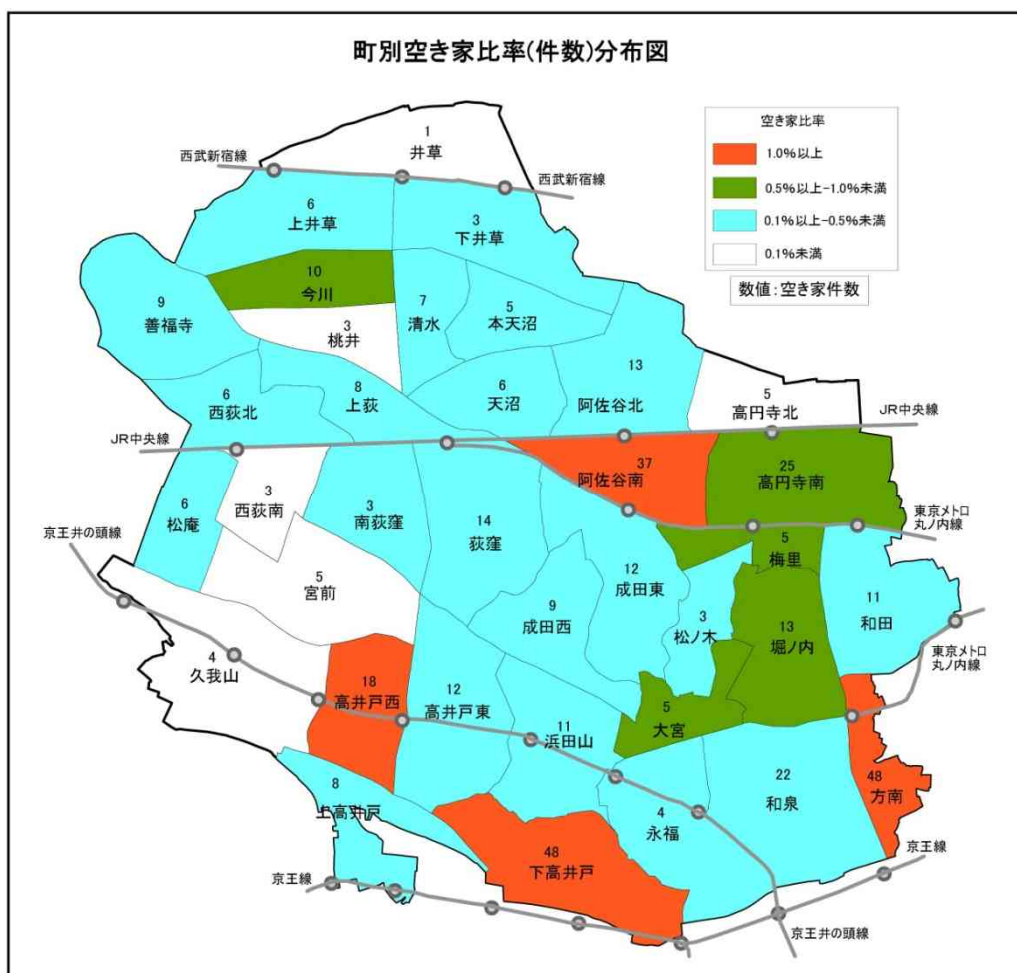 町別空き家比率(件数)分布図
空き家比率
1.0%以上
0.5%以上-1.0%未満
0.1%以上-0.5%未満
0.1%未満
数値:空き家件数
1
井草
西武新宿線
西武新宿線
6
上井草
3
下井草
10
今川
9
善福寺
7
清水
5
本天沼
3
桃井
13
阿佐谷北
6
天沼
8
上荻
6
西荻北
5
高円寺北
JR中央線
JR中央線
37
阿佐谷南
25
高円寺南
3
西荻南
6
松庵
3
南荻窪
14
荻窪
東京メトロ
丸ノ内線
京王井の頭線
5
梅里
12
成田東
5
宮前
9
成田西
3
松ノ木
13
堀ノ内
11
和田
4
久我山
東京メトロ
丸ノ内線
18
高井戸西
12
高井戸東
5
大宮
11
浜田山
8
上高井戸
22
和泉
48
方南
4
永福
48
下高井戸
京王線
京王線
京王井の頭線